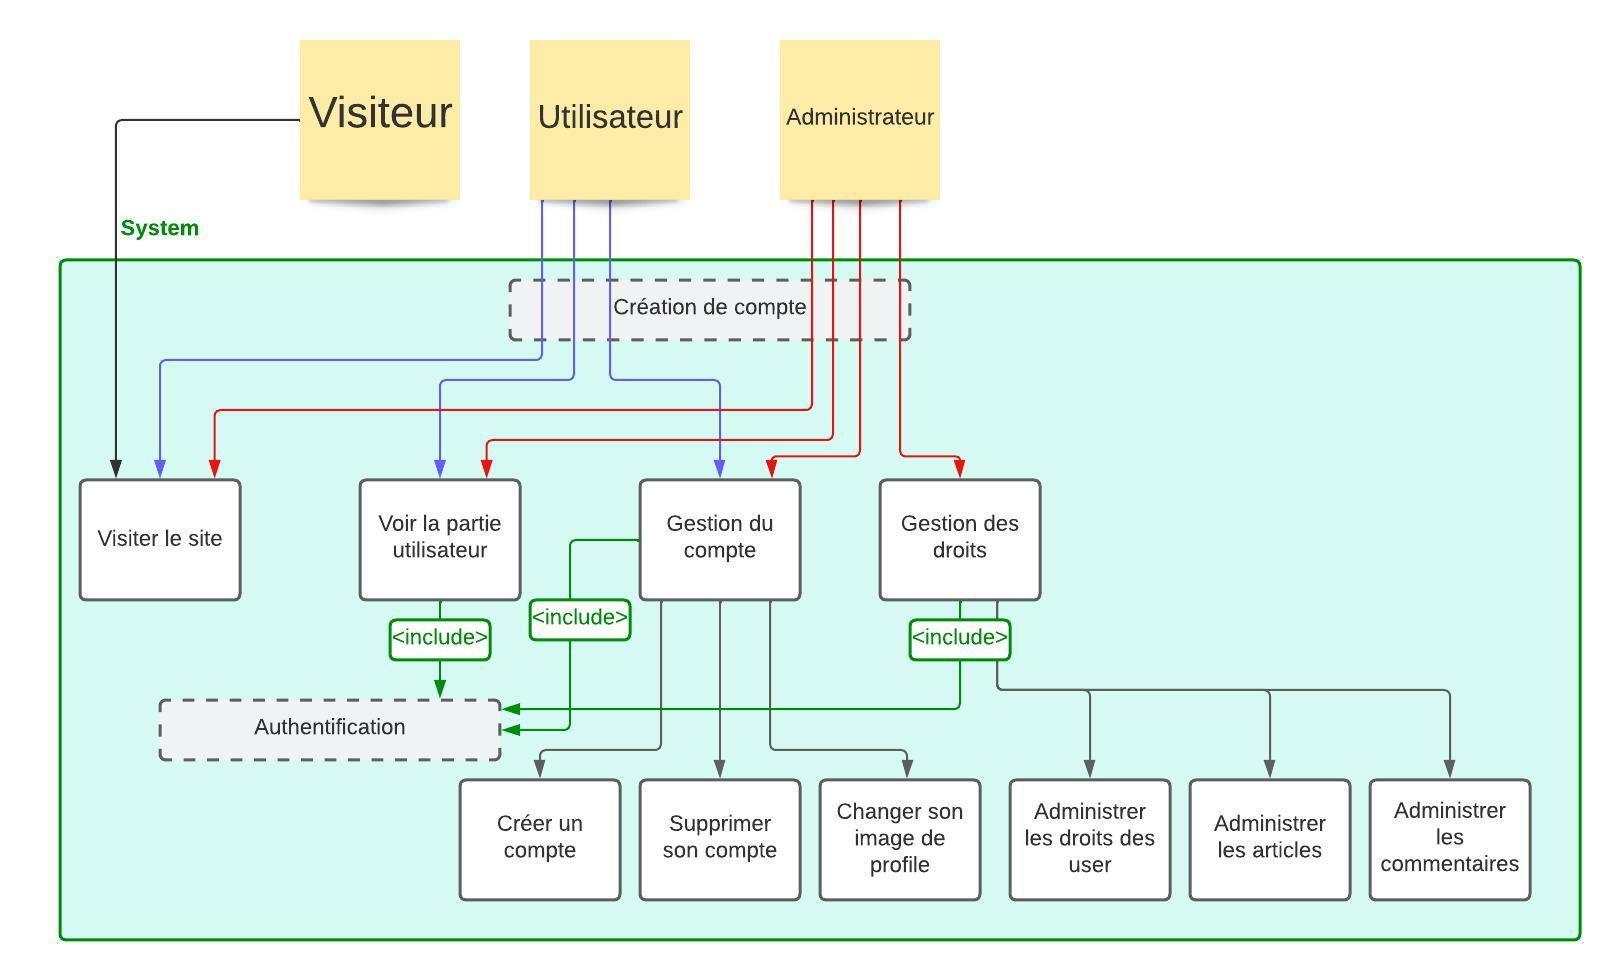 Visiteur
Utilisateur
Administrateur
System
Création de compte
Visiter le site
Voir la partie
utilisateur
Gestion du
compte
Gestion des
droits
<include>
<include>
<include>
Authentification
Créer un
compte
Supprimer
son compte
Changer son
image de
profile
Administrer
les droits des
user
Administrer
les articles
Administrer
les
commentaires